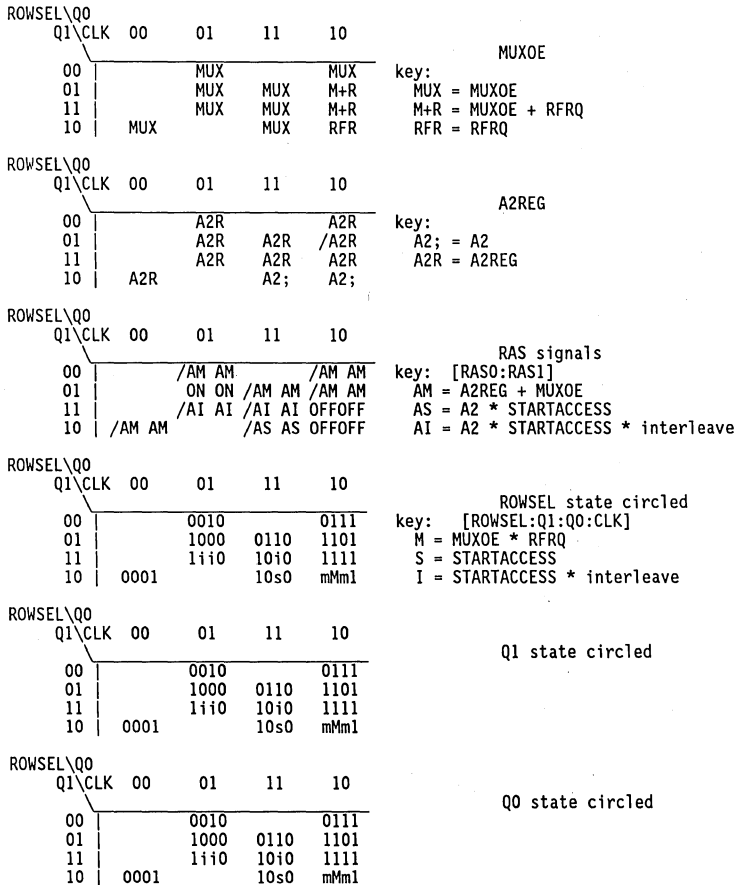 ROWSEL\Q0
Q1\CLK 00 01 11 10
MUXOE
00 | MUX MUX key:
01 | MUX MUX M+R MUX = MUXOE
11 | MUX MUX M+R M+R = MUXOE + RFRQ
10 | MUX MUX RFR RFR = RFRQ
ROWSEL\Q0
Q1\CLK 00 01 11 10
A2REG
00 | A2R A2R key:
01 | A2R A2R /A2R A2; = A2
11 | A2R A2R A2R A2R = A2REG
10 | A2R A2; A2;
ROWSEL\Q0
Q1\CLK 00 01 11 10
RAS signals
00 | /AM AM /AM AM key: [RAS0:RAS1]
01 | ON ON /AM AM /AM AM AM = A2REG + MUXOE
11 | /AI AI /AI AI OFFOFF AS = A2 * STARTACCESS
10 | /AM AM /AS AS OFFOFF AI = A2 * STARTACCESS * interleave
ROWSEL\Q0
Q1\CLK 00 01 11 10
ROWSEL state circled
00 | 0010 0111 key: [ROWSEL:Q1:Q0:CLK]
01 | 1000 0110 1101 M = MUXOE * RFRQ
11 | 1ii0 10i0 1111 S = STARTACCESS
10 | 0001 10s0 mMm1 I = STARTACCESS * interleave
ROWSEL\Q0
Q1\CLK 00 01 11 10
Q1 state circled
00 | 0010 0111
01 | 1000 0110 1101
11 | 1ii0 10i0 1111
10 | 0001 10s0 mMm1
ROWSEL\Q0
Q1\CLK 00 01 11 10
Q0 state circled
00 | 0010 0111
01 | 1000 0110 1101
11 | 1ii0 10i0 1111
10 | 0001 10s0 mMm1